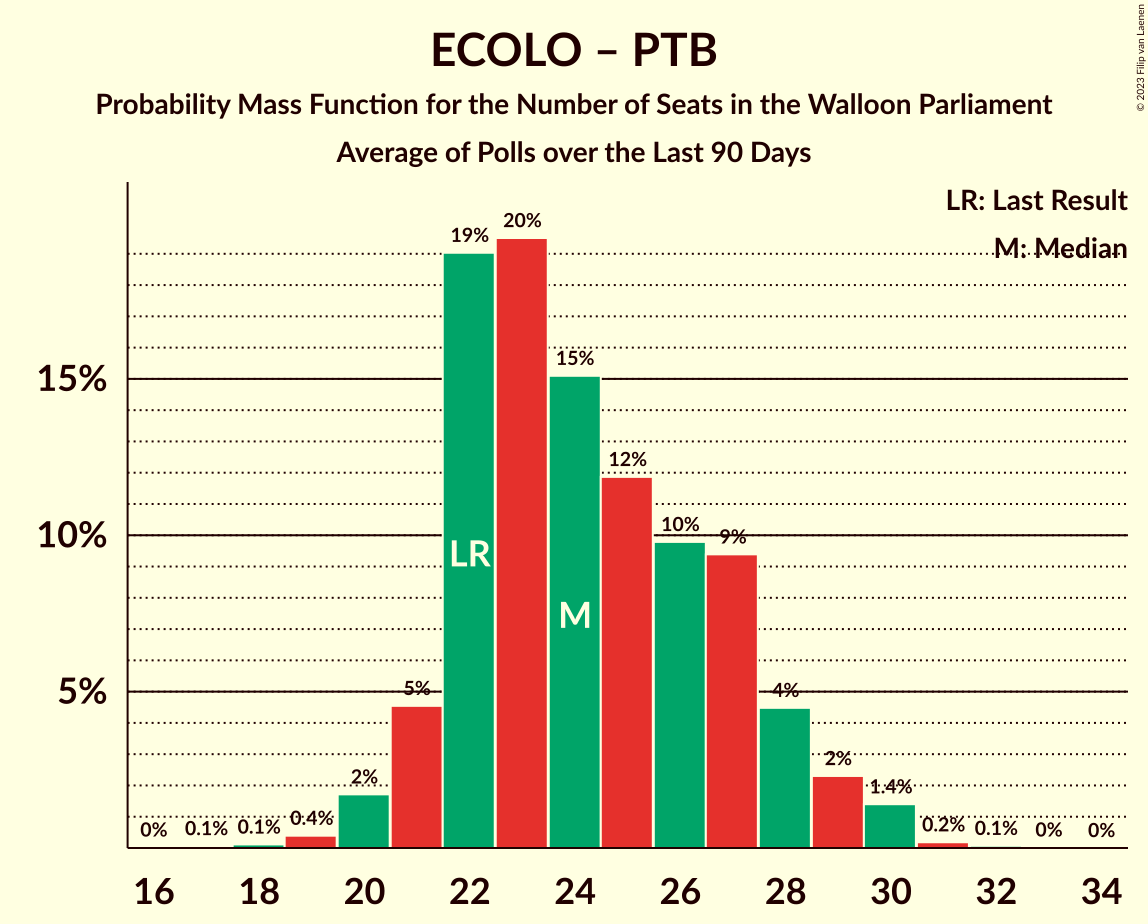 ECOLO – PTB
Probability Mass Function for the Number of Seats in the Walloon Parliament
Average of Polls over the Last 90 Days
© 2023 Filip van Laenen
LR: Last Result
M: Median
15%
10%
5%
0% 0.1% 0.1% 0.4% 2% 5% 19% 20% 15% 12% 10% 9% 4% 2% 1.4% 0.2% 0.1% 0% 0%
LR
M
16 18 20 22 24 26 28 30 32 34